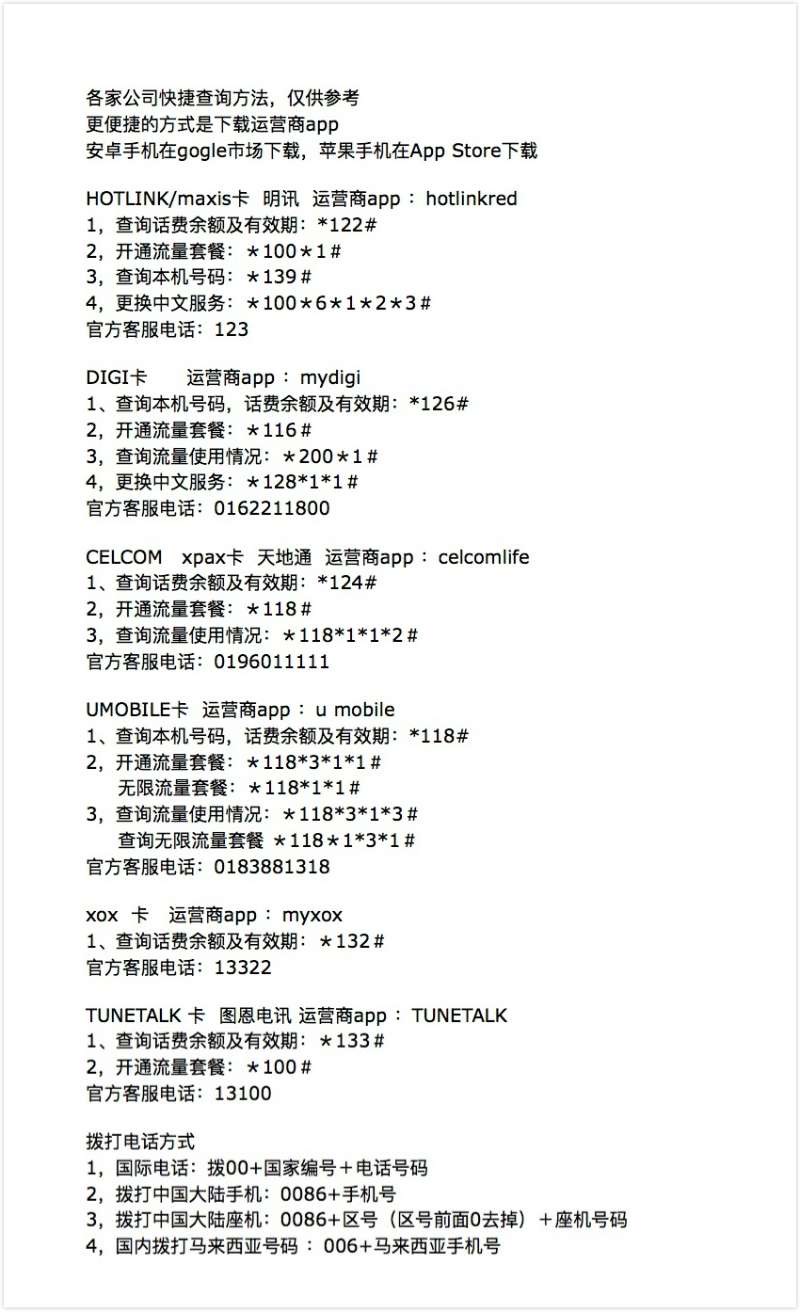 各家公司快捷查询方法，仅供参考
更便捷的方式是下载运营商app
安卓手机在gogle市场下载，苹果手机在App Store下载
HOTLINK/maxis卡 明讯 运营商app：hotlinkred
1，查询话费余额及有效期：*122#
2，开通流量套餐：＊100＊1＃
3，查询本机号码：＊139＃
4，更换中文服务：＊100＊6＊1＊2＊3＃
官方客服电话：123
DIGI卡 运营商app：mydigi
1、查询本机号码，话费余额及有效期：*126#
2，开通流量套餐：＊116＃
3，查询流量使用情况：＊200＊1＃
4，更换中文服务：＊128*1*1＃
官方客服电话：0162211800
CELCOM xpax卡 天地通 运营商app：celcomlife
1、查询话费余额及有效期：*124#
2，开通流量套餐：＊118＃
3，查询流量使用情况：＊118*1*1*2＃
官方客服电话：0196011111
UMOBILE卡 运营商app：u mobile
1、查询本机号码，话费余额及有效期：*118#
2，开通流量套餐：＊118*3*1*1＃
无限流量套餐：＊118*1*1＃
3，查询流量使用情况：＊118*3*1*3＃
查询无限流量套餐 ＊118＊1*3*1＃
官方客服电话：0183881318
xox 卡 运营商app：myxox
1、查询话费余额及有效期：＊132＃
官方客服电话：13322
TUNETALK 卡 图恩电讯 运营商app：TUNETALK
1、查询话费余额及有效期：＊133＃
2，开通流量套餐：＊100＃
官方客服电话：13100
拨打电话方式
1，国际电话：拨00+国家编号＋电话号码
2，拨打中国大陆手机：0086+手机号
3，拨打中国大陆座机：0086+区号（区号前面0去掉）＋座机号码
4，国内拨打马来西亚号码：006+马来西亚手机号